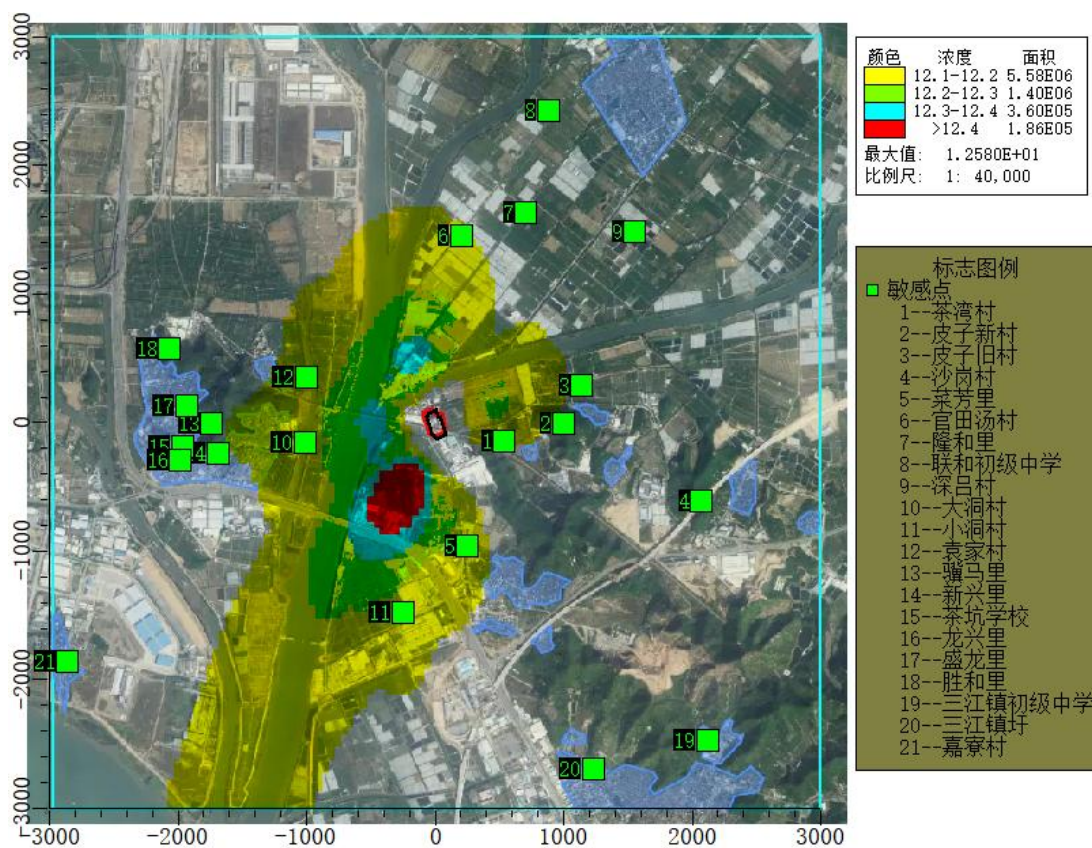 颜色 浓度 面积
12.1-12.2 5.58E06
12.2-12.3 1.40E06
12.3-12.4 3.60E05
>12.4 1.86E05
最大值: 1.2580E+01
比例尺: 1: 40,000
标志图例
敏感点
1--茶湾村
2--皮子新村
3--皮子旧村
4--沙岗村
5--菜芳里
6--官田汤村
7--隆和里
8--联和初级中学
9--深吕村
10--大洞村
11--小洞村
12--袁家村
13--骥马里
14--新兴里
15--茶坑学校
16--龙兴里
17--盛龙里
18--胜和里
19--三江镇初级中学
20--三江镇圩
21--嘉寮村
3000
2000
1000
0
-1000
-2000
-3000
-3000 -2000 -1000 0 1000 2000 3000
8
7
9
6
18
12
3
17
13
2
10
1
15
14
16
4
5
11
21
19
20